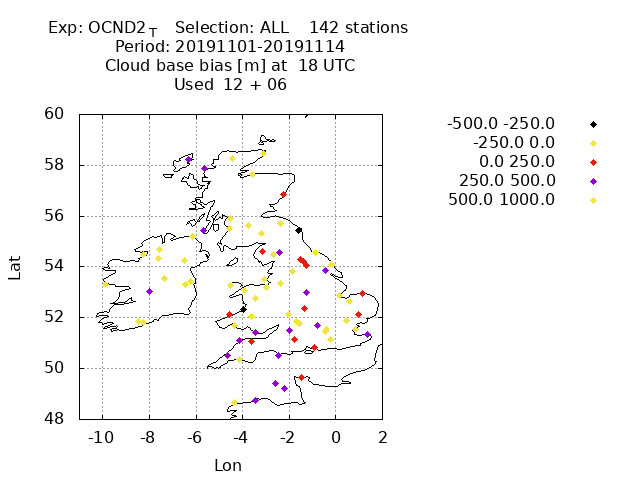 Exp: OCND2T Selection: ALL 142 stations
Period: 20191101-20191114
Cloud base bias [m] at 18 UTC
Used 12 + 06
-500.0 -250.0
-250.0 0.0
0.0 250.0
250.0 500.0
500.0 1000.0
60
58
56
54
52
50
48
Lat
-10 -8 -6 -4 -2 0 2
Lon